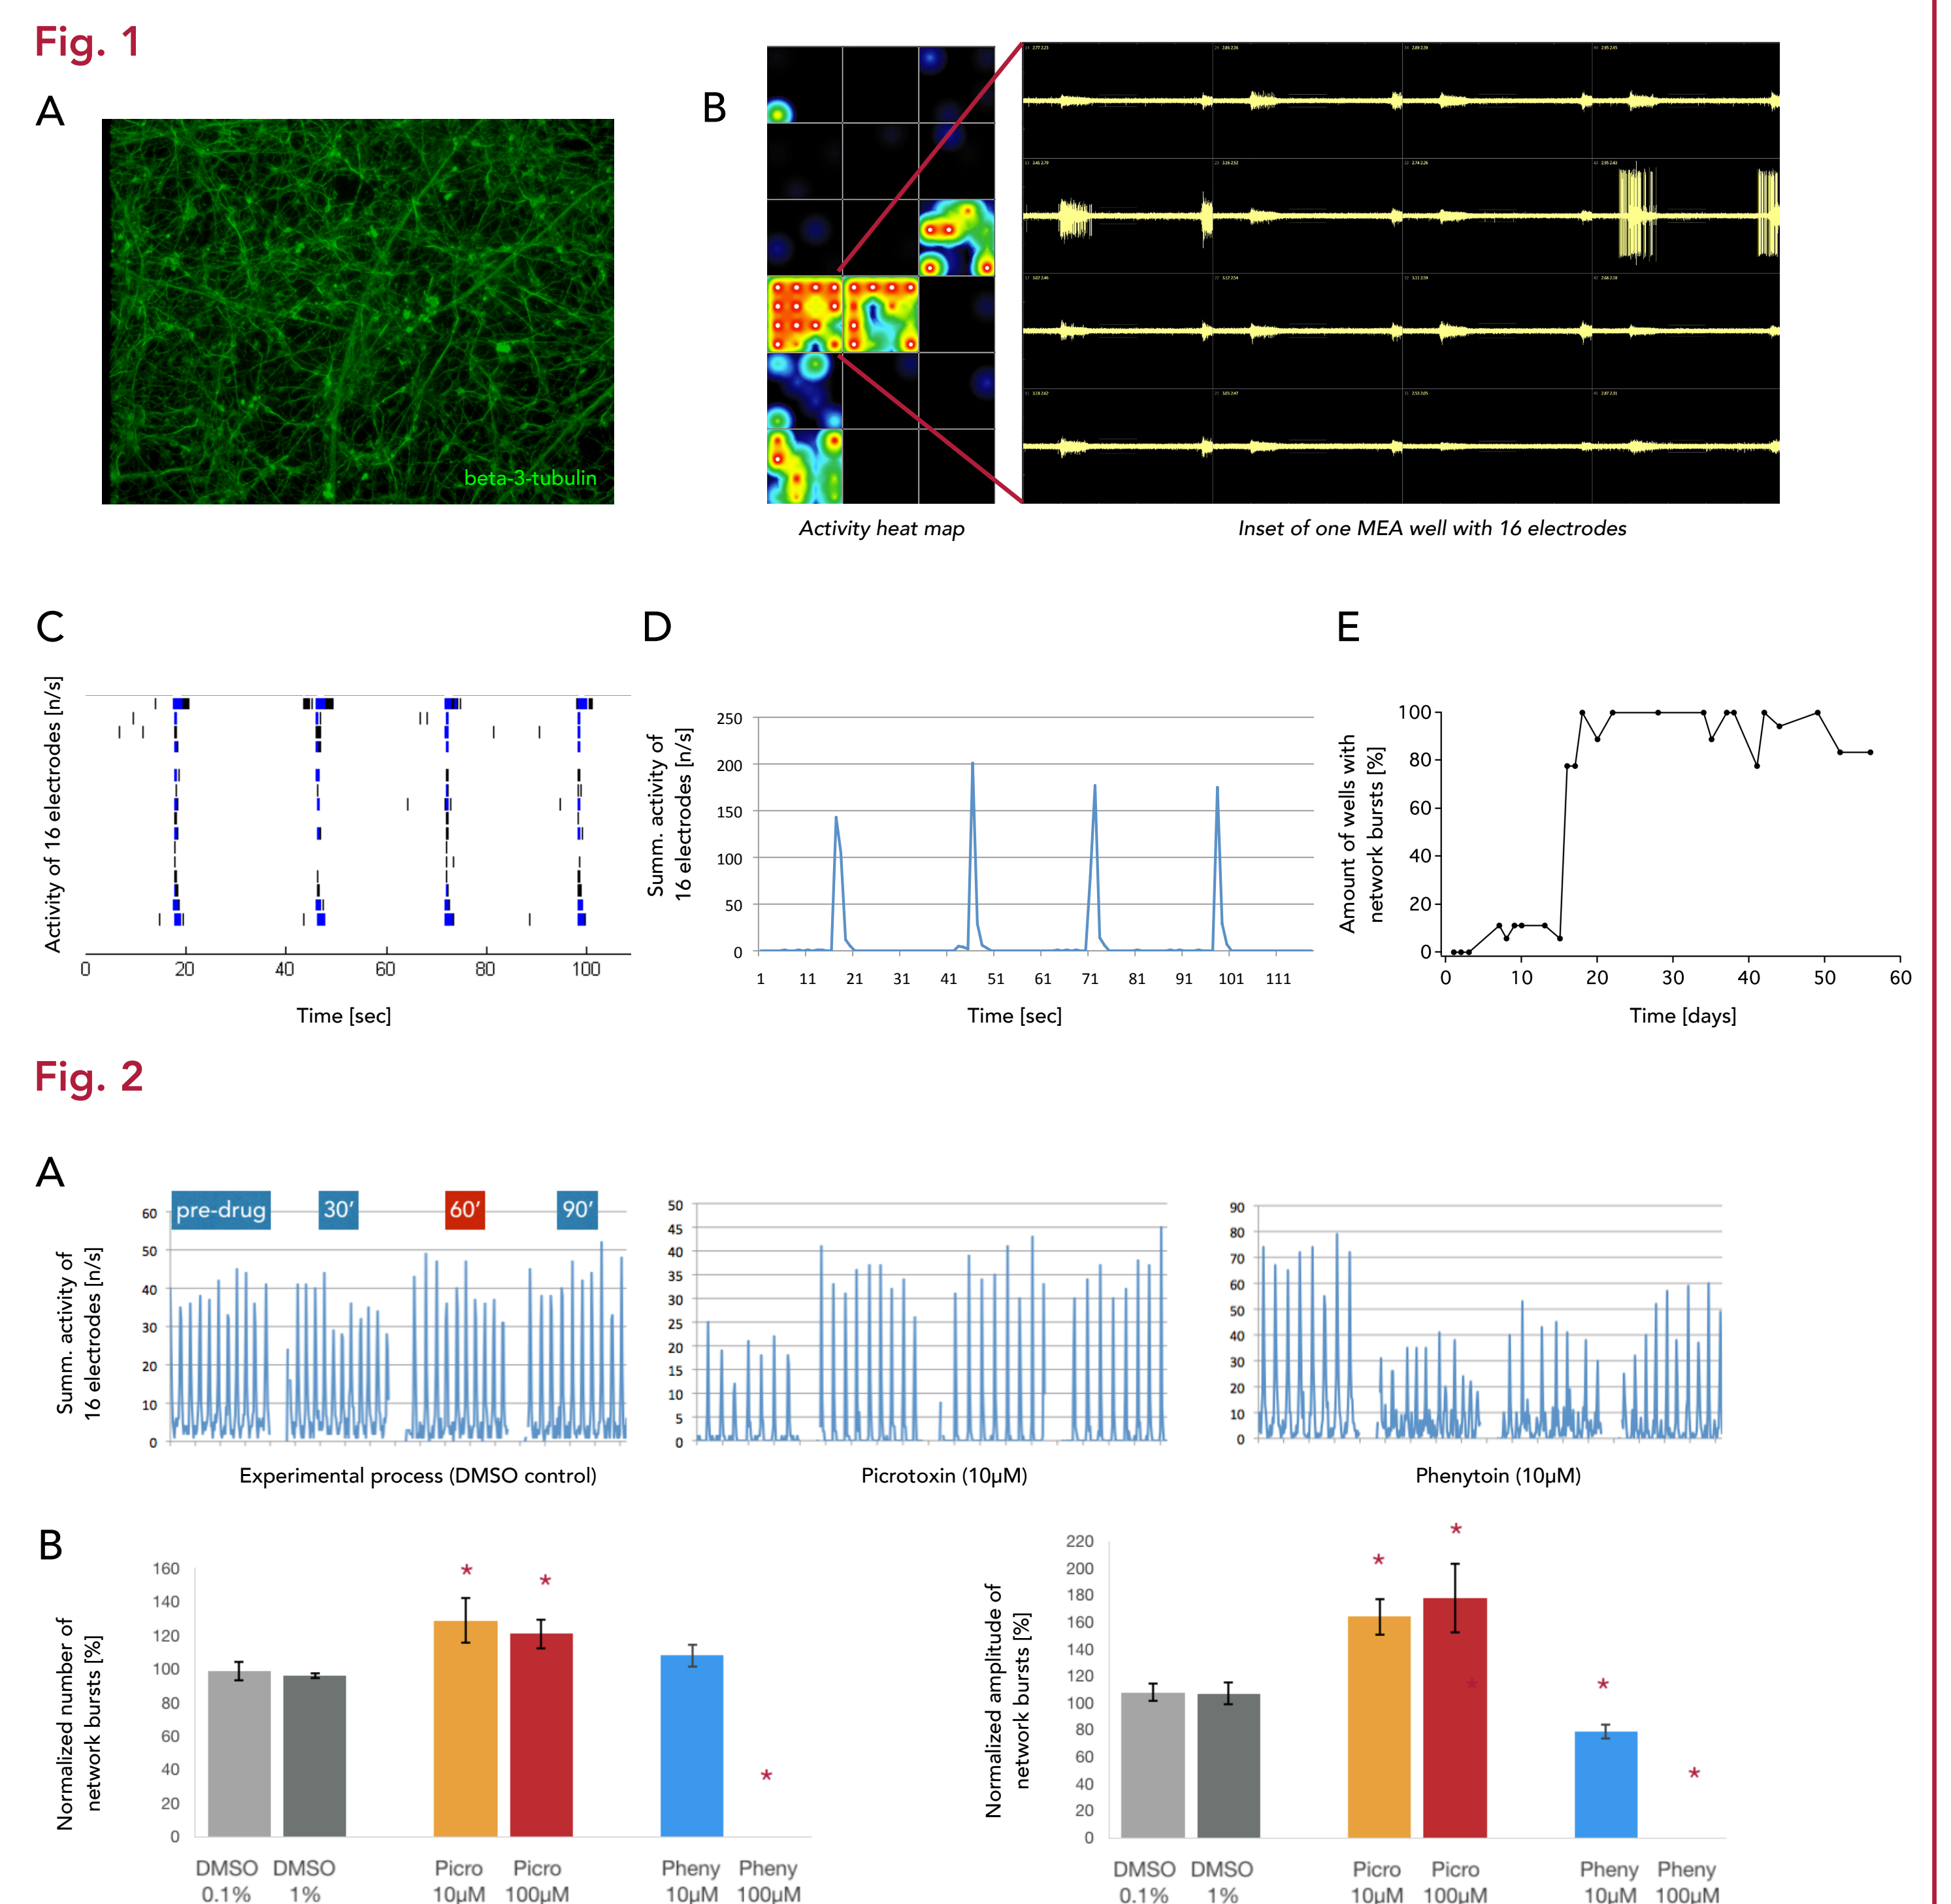 Fig. 1
A
beta-3-tubulin
B
Activity heat map
Inset of one MEA well with 16 electrodes
C
Activity of 16 electrodes [n/s]
0 20 40 60 80 100
Time [sec]
D
Summ. activity of
16 electrodes [n/s]
250
200
150
100
50
0
1 11 21 31 41 51 61 71 81 91 101 111
Time [sec]
E
Amount of wells with
network bursts [%]
100
80
60
40
20
0
0 10 20 30 40 50 60
Time [days]
Fig. 2
A
Summ. activity of
16 electrodes [n/s]
pre-drug 30′ 60′ 90′
60
50
40
30
20
10
0
Experimental process (DMSO control)
50
45
40
35
30
25
20
15
10
5
0
Picrotoxin (10µM)
90
80
70
60
50
40
30
20
10
0
Phenytoin (10µM)
B
Normalized number of
network bursts [%]
160
140
120
100
80
60
40
20
0
* * *
DMSO DMSO Picro Picro Pheny Pheny
0.1% 1% 10µM 100µM 10µM 100µM
Normalized amplitude of
network bursts [%]
220
200
180
160
140
120
100
80
60
40
20
0
* * * * *
DMSO DMSO Picro Picro Pheny Pheny
0.1% 1% 10µM 100µM 10µM 100µM